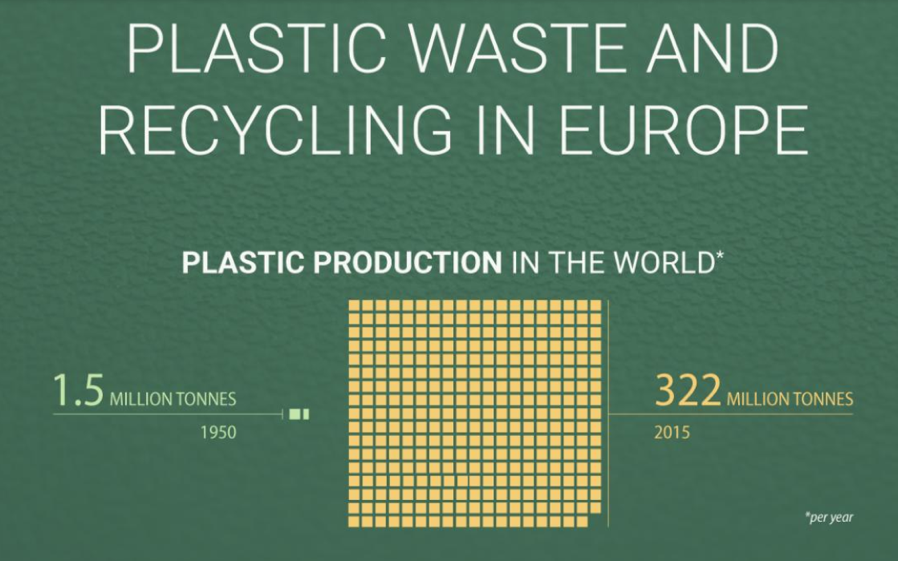 PLASTIC WASTE AND
RECYCLING IN EUROPE
PLASTIC PRODUCTION IN THE WORLD*
1.5 MILLION TONNES
1950
322 MILLION TONNES
2015
*per year